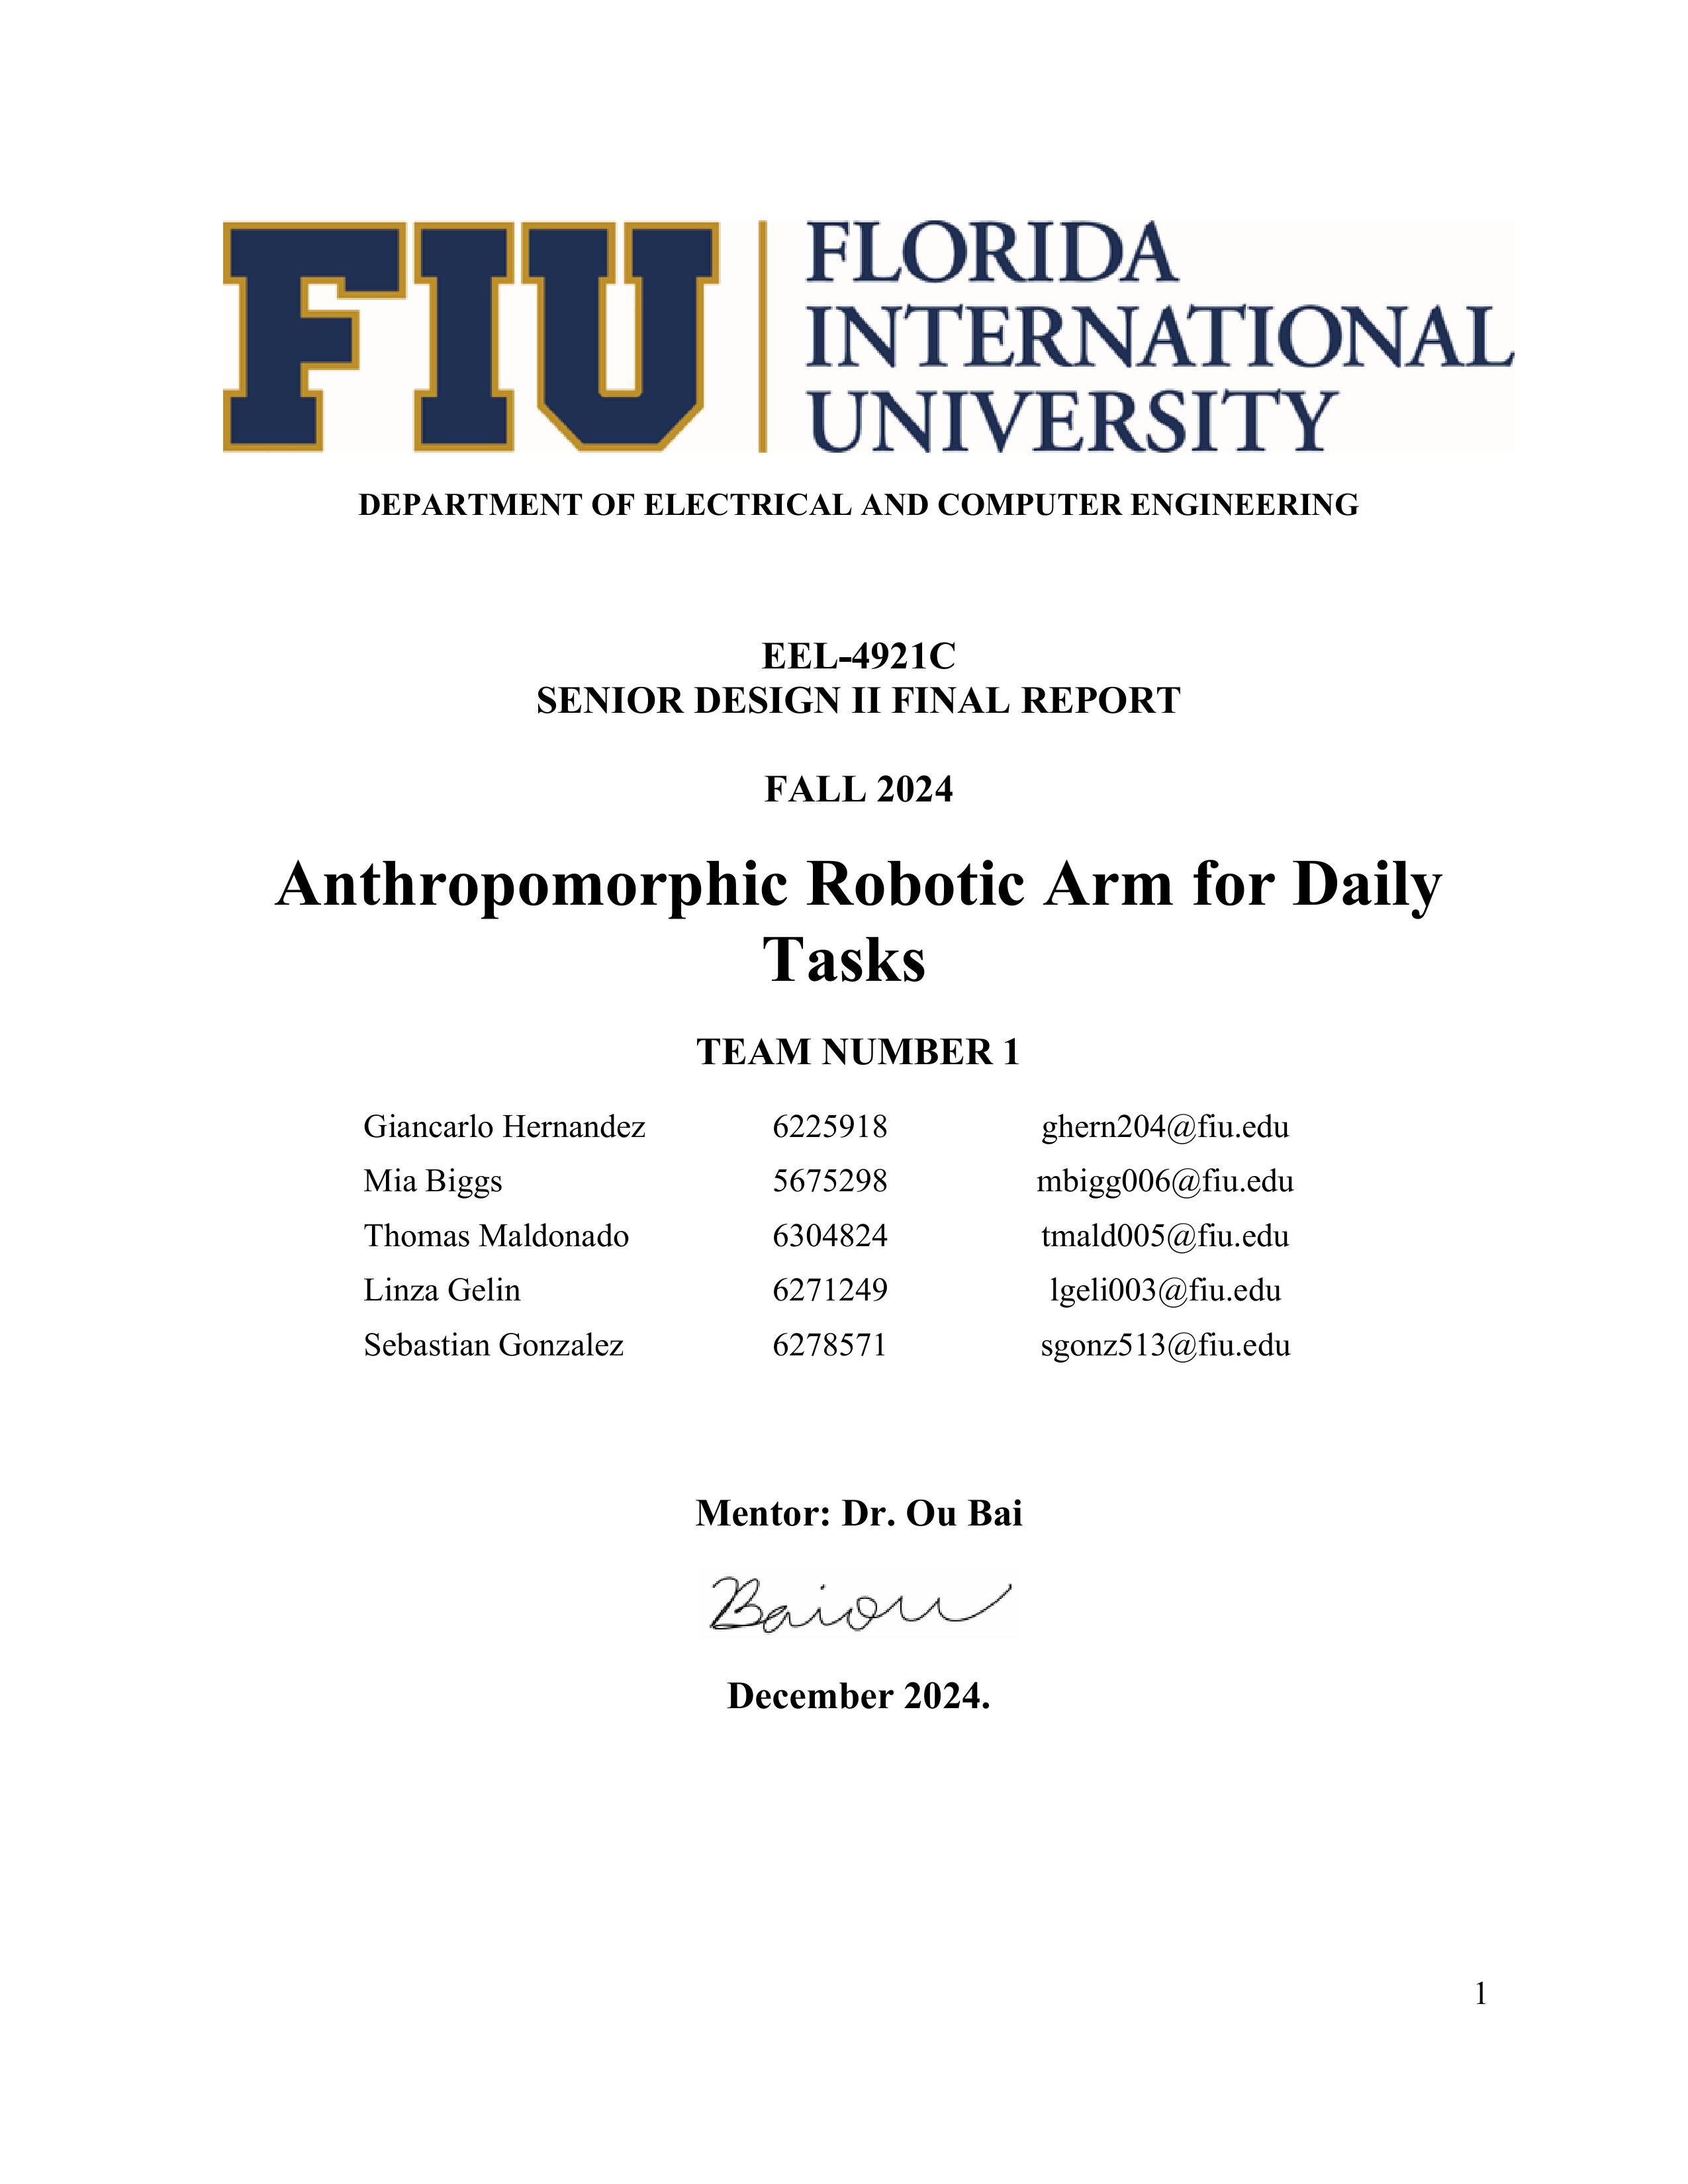 FIU
FLORIDA
INTERNATIONAL
UNIVERSITY
DEPARTMENT OF ELECTRICAL AND COMPUTER ENGINEERING
EEL-4921C
SENIOR DESIGN II FINAL REPORT
FALL 2024
Anthropomorphic Robotic Arm for Daily
Tasks
TEAM NUMBER 1
Giancarlo Hernandez 6225918 ghern204@fiu.edu
Mia Biggs 5675298 mbigg006@fiu.edu
Thomas Maldonado 6304824 tmald005@fiu.edu
Linza Gelin 6271249 lgeli003@fiu.edu
Sebastian Gonzalez 6278571 sgonz513@fiu.edu
Mentor: Dr. Ou Bai
Baiou
December 2024.
1